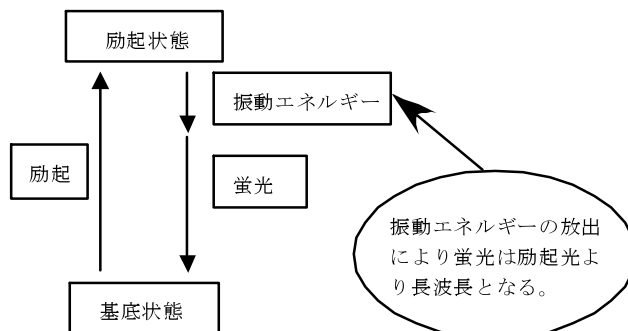 励起状態
振動エネルギー
励起
蛍光
振動エネルギーの放出
により蛍光は励起光よ
り長波長となる。
基底状態